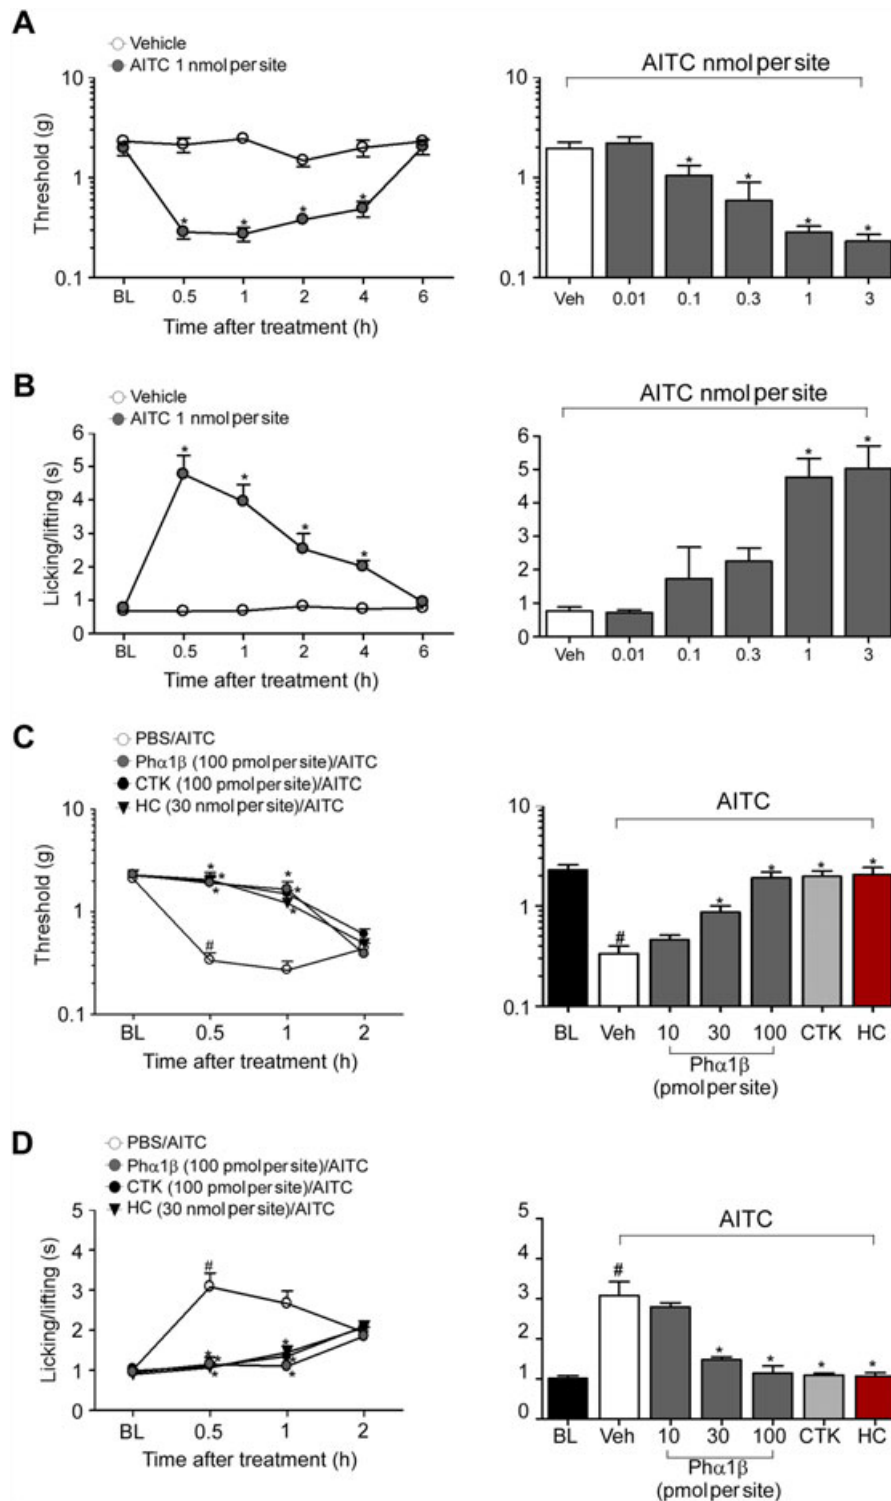 A
Vehicle
AITC 1 nmol per site
Threshold (g)
10
1
0.1
BL 0.5 1 2 4 6
Time after treatment (h)
AITC nmol per site
10
1
0.1
* * * *
* * * *
Veh 0.01 0.1 0.3 1 3
B
Vehicle
AITC 1 nmol per site
Licking/lifting (s)
6
5
4
3
2
1
0
* * * *
BL 0.5 1 2 4 6
Time after treatment (h)
AITC nmol per site
6
5
4
3
2
1
0
* *
Veh 0.01 0.1 0.3 1 3
C
PBS/AITC
Phα1β (100 pmol per site)/AITC
CTK (100 pmol per site)/AITC
HC (30 nmol per site)/AITC
Threshold (g)
10
1
0.1
* * * * * *
#
BL 0.5 1 2
Time after treatment (h)
AITC
10
1
0.1
# * * * *
BL Veh 10 30 100 CTK HC
Phα1β
(pmol per site)
D
PBS/AITC
Phα1β (100 pmol per site)/AITC
CTK (100 pmol per site)/AITC
HC (30 nmol per site)/AITC
Licking/lifting (s)
5
4
3
2
1
0
#
* * * * * *
BL 0.5 1 2
Time after treatment (h)
AITC
5
4
3
2
1
0
# * * * *
BL Veh 10 30 100 CTK HC
Phα1β
(pmol per site)